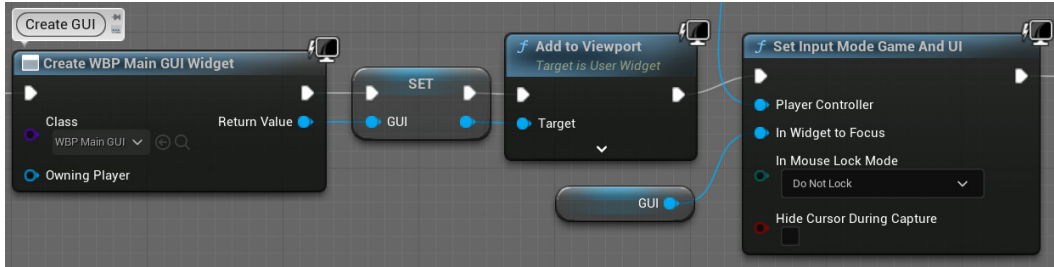 Create GUI
Create WBP Main GUI Widget
Class
WBP Main GUI
Return Value
Owning Player
SET
GUI
f Add to Viewport
Target is User Widget
Target
GUI
f Set Input Mode Game And UI
Player Controller
In Widget to Focus
In Mouse Lock Mode
Do Not Lock
Hide Cursor During Capture